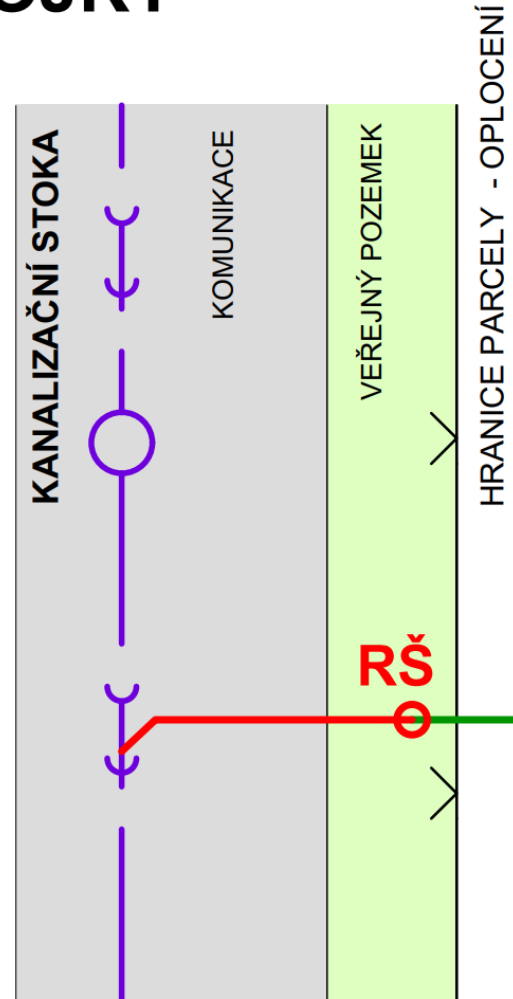 KANALIZAČNÍ STOKA
KOMUNIKACE
VEŘEJNÝ POZEMEK
HRANICE PARCELY - OPLOCENÍ
RŠ